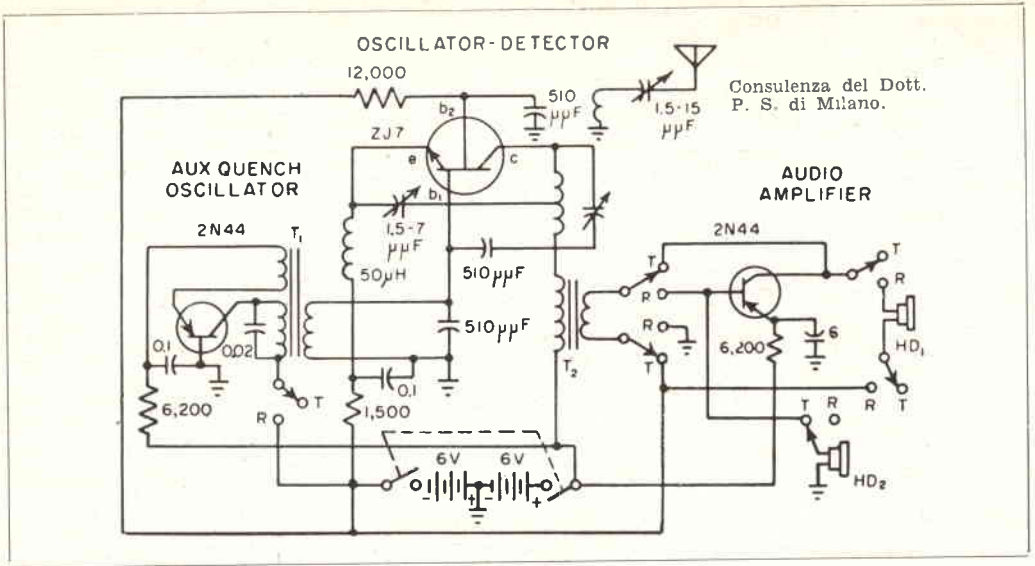 OSCILLATOR-DETECTOR
12,000
510
μμF
1.5-15
μμF
Consulenza del Dott.
P. S. di Milano.
b₂
ZJ7
e
c
b₁
AUX QUENCH
OSCILLATOR
AUDIO
AMPLIFIER
2N44
T₁
1.5-7
μμF
50μH
510μμF
510μμF
2N44
T
R
R
T
T₂
T
R
HD₁
0.1
0.02
0.1
6,200
6
6,200
T
R
1,500
R
T
T
R
HD₂
6V
6V
-
+
-
+